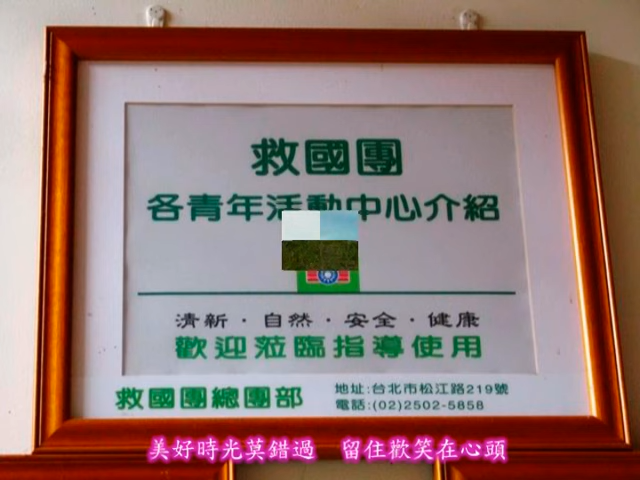 救國團
各青年活動中心介紹
清新·自然·安全·健康
歡迎蒞臨指導使用
救國團總團部
地址:台北市松江路219號
電話:(02)2502-5858
美好時光莫錯過 留住歡笑在心頭